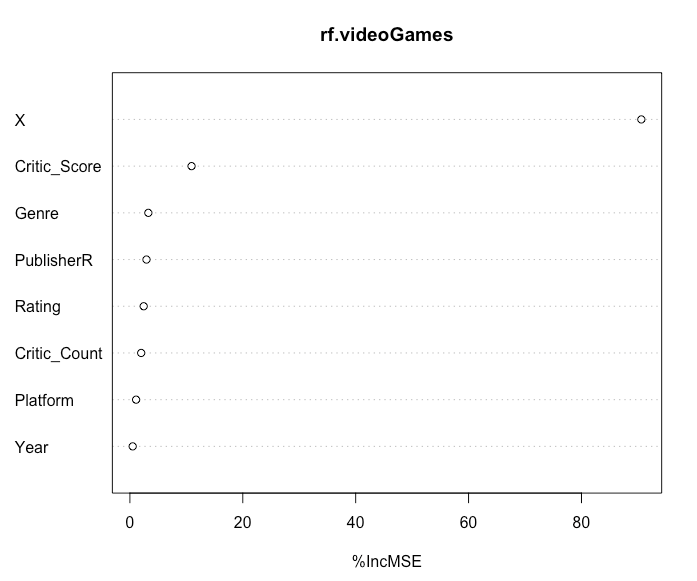 rf.videoGames
X
Critic_Score
Genre
PublisherR
Rating
Critic_Count
Platform
Year
0 20 40 60 80
%IncMSE